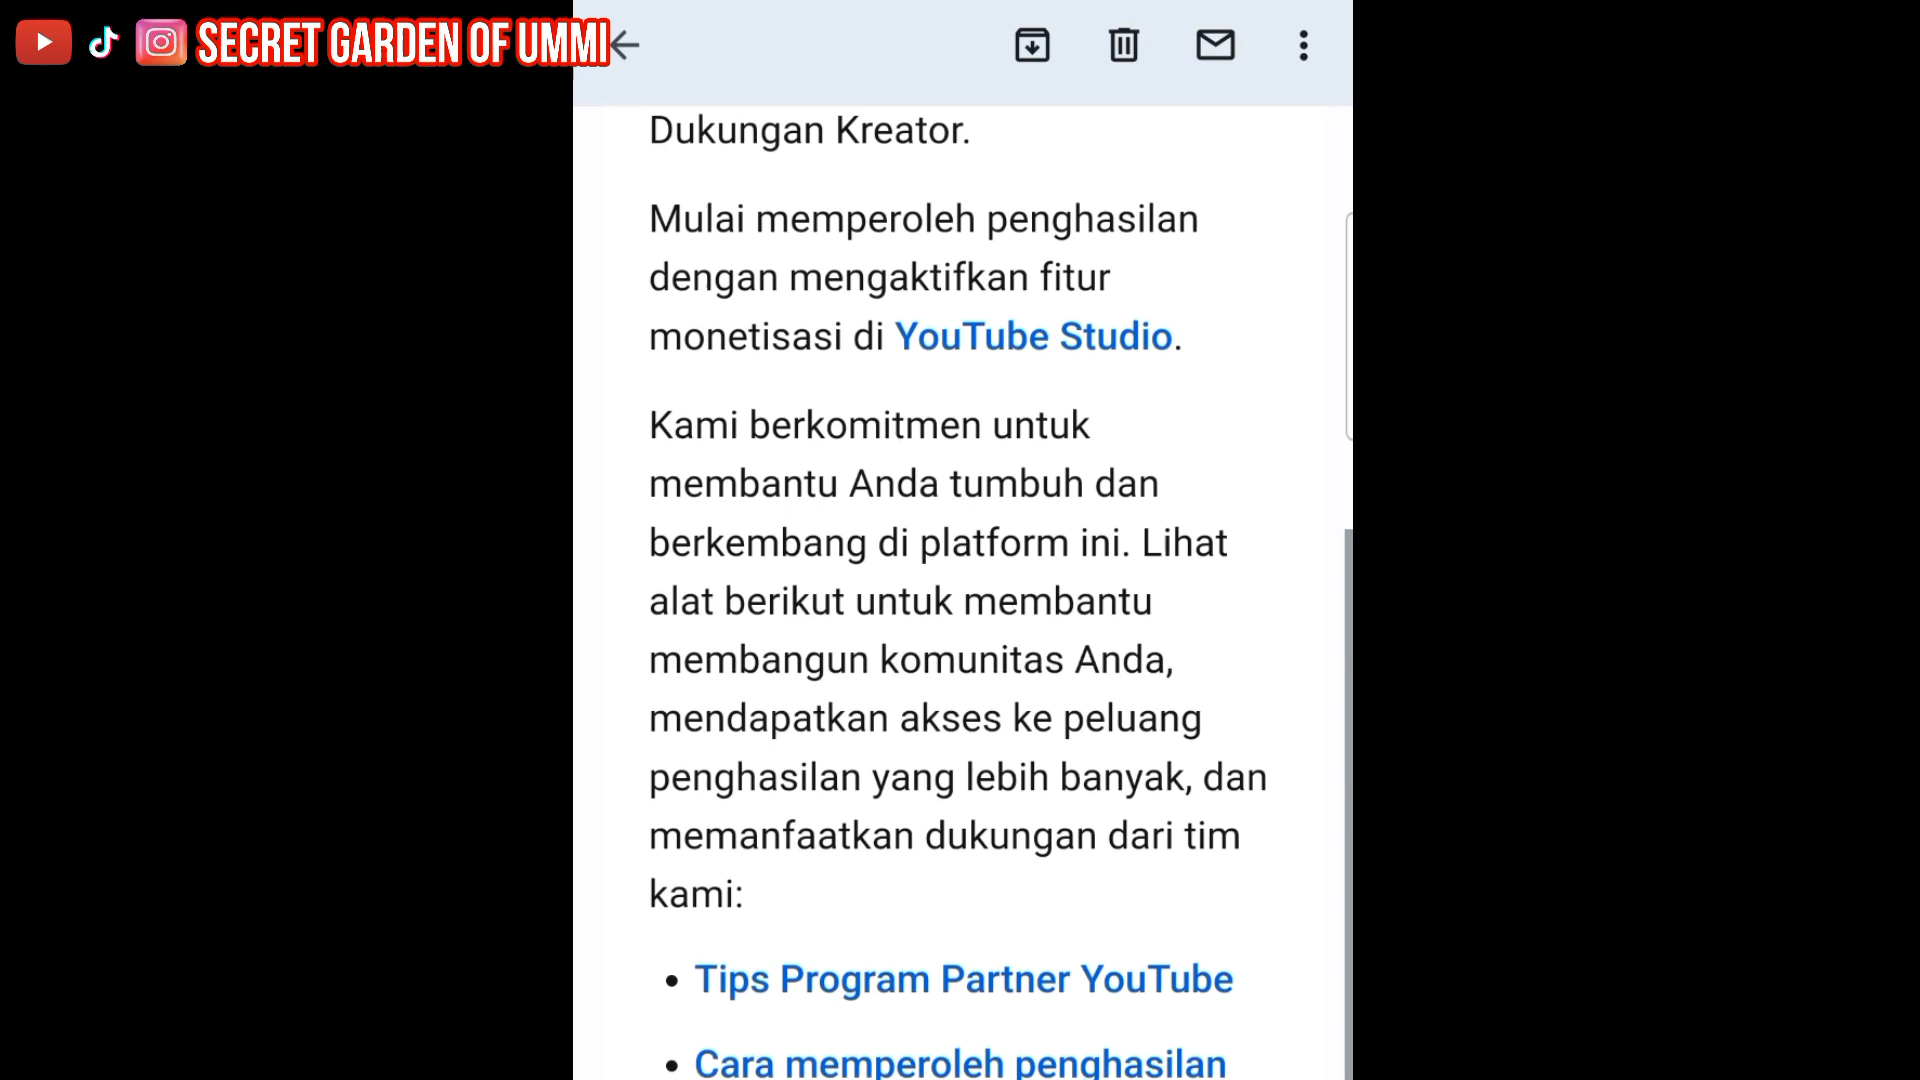 SECRET GARDEN OF UMMI
Dukungan Kreator.
Mulai memperoleh penghasilan
dengan mengaktifkan fitur
monetisasi di YouTube Studio.
Kami berkomitmen untuk
membantu Anda tumbuh dan
berkembang di platform ini. Lihat
alat berikut untuk membantu
membangun komunitas Anda,
mendapatkan akses ke peluang
penghasilan yang lebih banyak, dan
memanfaatkan dukungan dari tim
kami:
• Tips Program Partner YouTube
• Cara memperoleh penghasilan